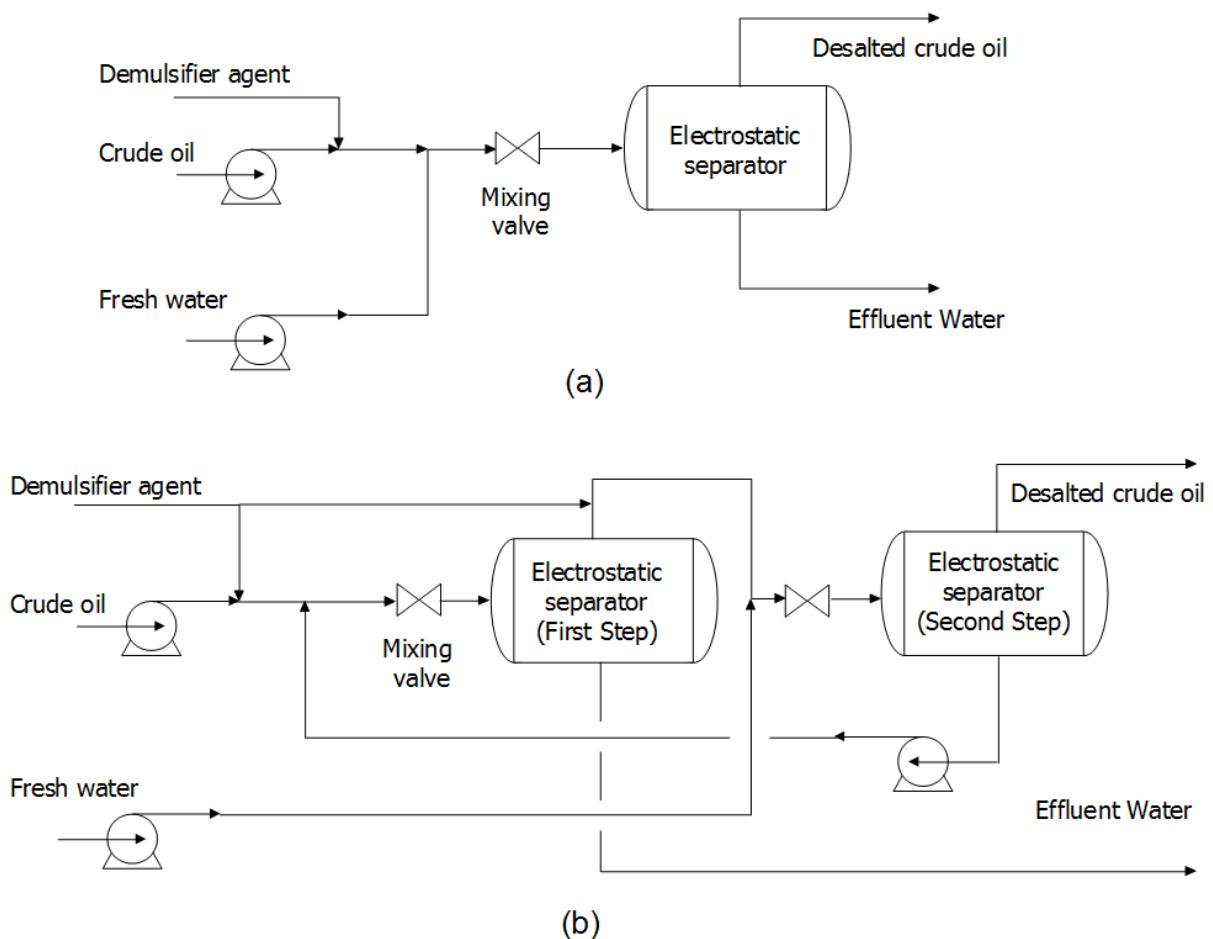 Desalted crude oil
Demulsifier agent
Electrostatic
separator
Crude oil
Mixing
valve
Fresh water
Effluent Water
(a)
Demulsifier agent
Desalted crude oil
Electrostatic
separator
(First Step)
Electrostatic
separator
(Second Step)
Crude oil
Mixing
valve
Fresh water
Effluent Water
(b)